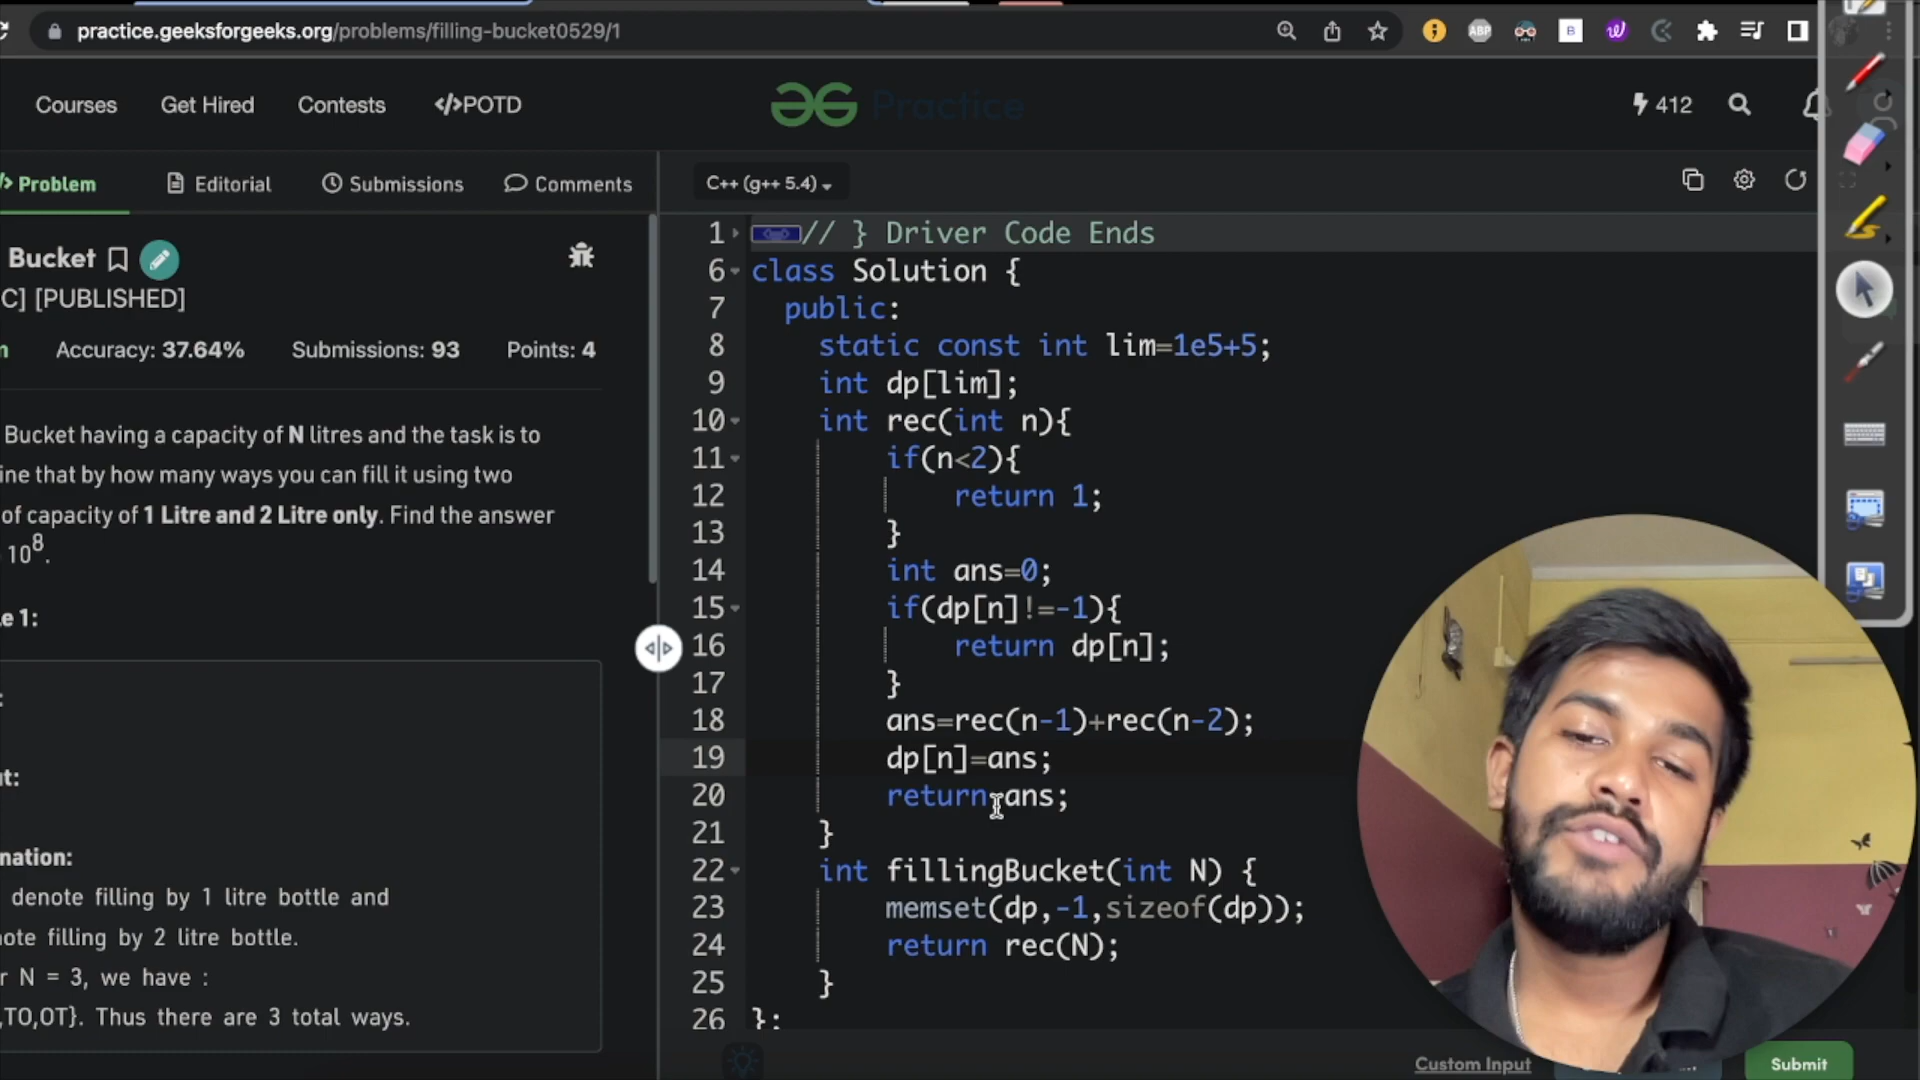 practice.geeksforgeeks.org/problems/filling-bucket0529/1
ABP
B
Courses
Get Hired
Contests
</>POTD
Practice
412
Problem
Editorial
Submissions
Comments
C++ (g++ 5.4)
Bucket
C] [PUBLISHED]
Accuracy: 37.64%
Submissions: 93
Points: 4
Bucket having a capacity of N litres and the task is to
ine that by how many ways you can fill it using two
of capacity of 1 Litre and 2 Litre only. Find the answer
10^8.
e 1:
:
t:
nation:
denote filling by 1 litre bottle and
ote filling by 2 litre bottle.
r N = 3, we have :
,TO,OT}. Thus there are 3 total ways.
1 // } Driver Code Ends
6 class Solution {
7 public:
8 static const int lim=1e5+5;
9 int dp[lim];
10 int rec(int n){
11 if(n<2){
12 return 1;
13 }
14 int ans=0;
15 if(dp[n]!=-1){
16 return dp[n];
17 }
18 ans=rec(n-1)+rec(n-2);
19 dp[n]=ans;
20 return ans;
21 }
22 int fillingBucket(int N) {
23 memset(dp,-1,sizeof(dp));
24 return rec(N);
25 }
26 };
Custom Input
Submit